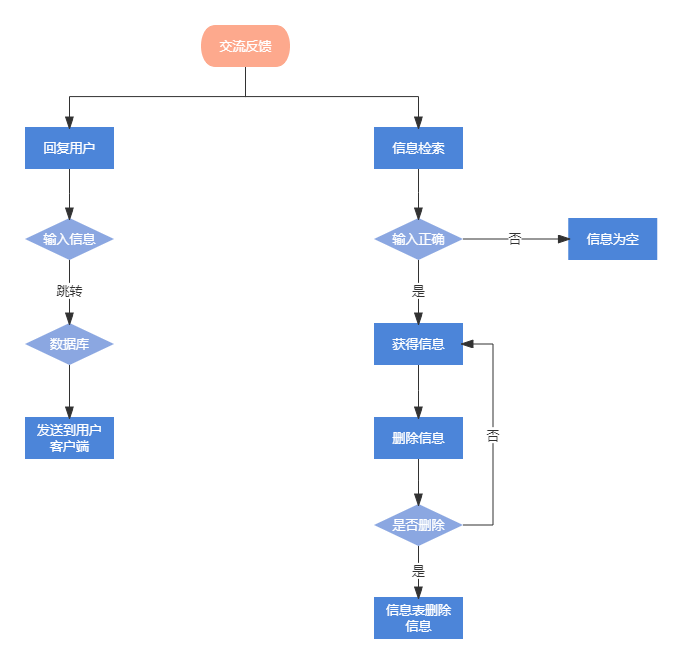 交流反馈
回复用户
信息检索
输入信息
输入正确
否
信息为空
跳转
是
数据库
获得信息
发送到用户
客户端
删除信息
否
是否删除
是
信息表删除
信息